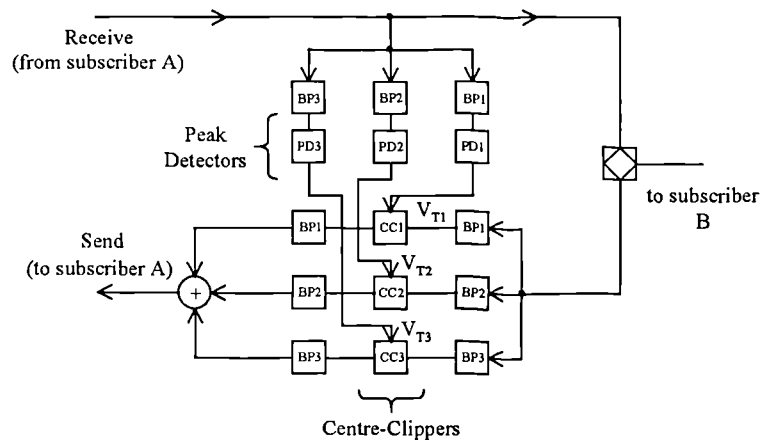 Receive
(from subscriber A)
BP3 BP2 BP1
Peak
Detectors
PD3 PD2 PD1
to subscriber
B
BP1 CC1 V_T1 BP1
Send
(to subscriber A)
+
BP2 CC2 V_T2 BP2
BP3 CC3 V_T3 BP3
Centre-Clippers